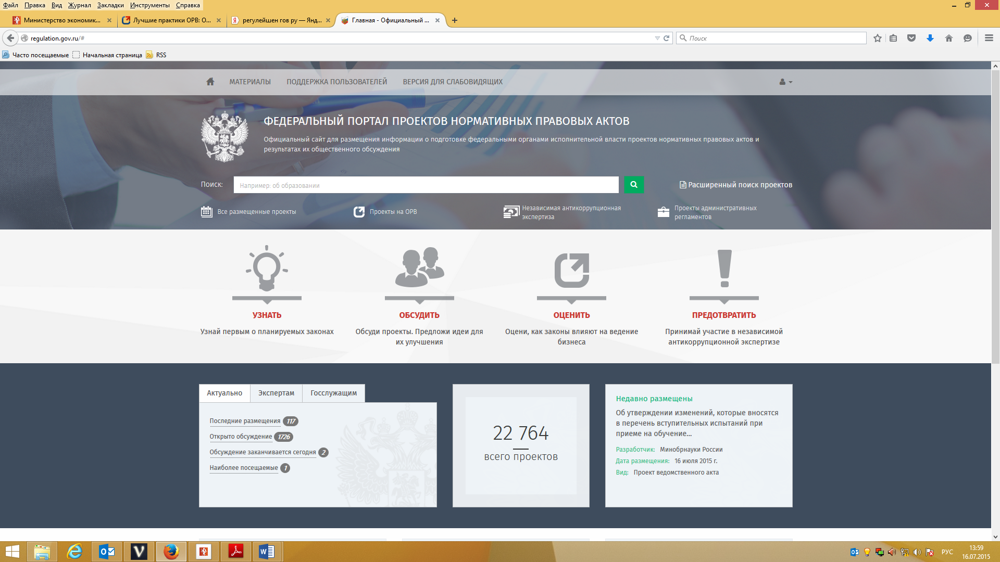 Файл Правка Вид Журнал Закладки Инструменты Справка
Министерство экономик... Лучшие практики ОРВ: О... регулейшен гов ру — Янд... Главная - Официальный ...
regulation.gov.ru/# Поиск
Часто посещаемые Начальная страница RSS
МАТЕРИАЛЫ ПОДДЕРЖКА ПОЛЬЗОВАТЕЛЕЙ ВЕРСИЯ ДЛЯ СЛАБОВИДЯЩИХ
ФЕДЕРАЛЬНЫЙ ПОРТАЛ ПРОЕКТОВ НОРМАТИВНЫХ ПРАВОВЫХ АКТОВ
Официальный сайт для размещения информации о подготовке федеральными органами исполнительной власти проектов нормативных правовых актов и
результатах их общественного обсуждения
Поиск: Например: об образовании Расширенный поиск проектов
Все размещенные проекты
Проекты на ОРВ
Независимая антикоррупционная
экспертиза
Проекты административных
регламентов
УЗНАТЬ
Узнай первым о планируемых законах
ОБСУДИТЬ
Обсуди проекты. Предложи идеи для
их улучшения
ОЦЕНИТЬ
Оцени, как законы влияют на ведение
бизнеса
ПРЕДОТВРАТИТЬ
Принимай участие в независимой
антикоррупционной экспертизе
Актуально Экспертам Госслужащим
Последние размещения 117
Открыто обсуждение 1726
Обсуждение заканчивается сегодня 2
Наиболее посещаемые 1
22 764
всего проектов
Недавно размещены
Об утверждении изменений, которые вносятся
в перечень вступительных испытаний при
приеме на обучение...
Разработчик: Минобрнауки России
Дата размещения: 16 июля 2015 г.
Вид: Проект ведомственного акта
РУС
13:59
16.07.2015